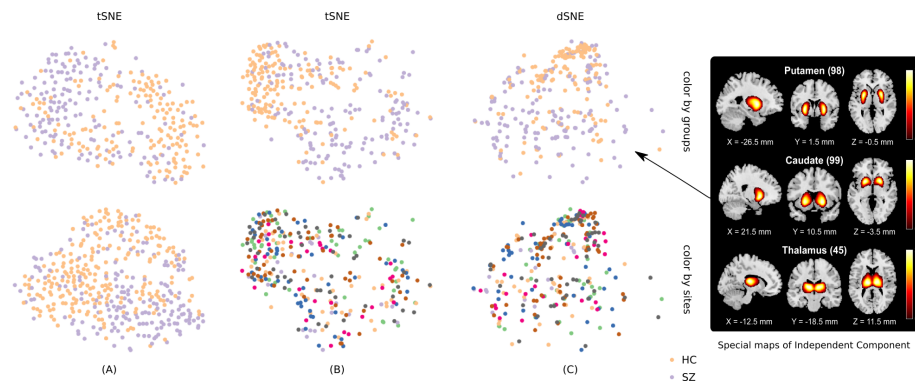 tSNE
tSNE
dSNE
color by groups
color by sites
Putamen (98)
X = -26.5 mm
Y = 1.5 mm
Z = -0.5 mm
Caudate (99)
X = 21.5 mm
Y = 10.5 mm
Z = -3.5 mm
Thalamus (45)
X = -12.5 mm
Y = -18.5 mm
Z = 11.5 mm
Special maps of Independent Component
HC
SZ
(A)
(B)
(C)